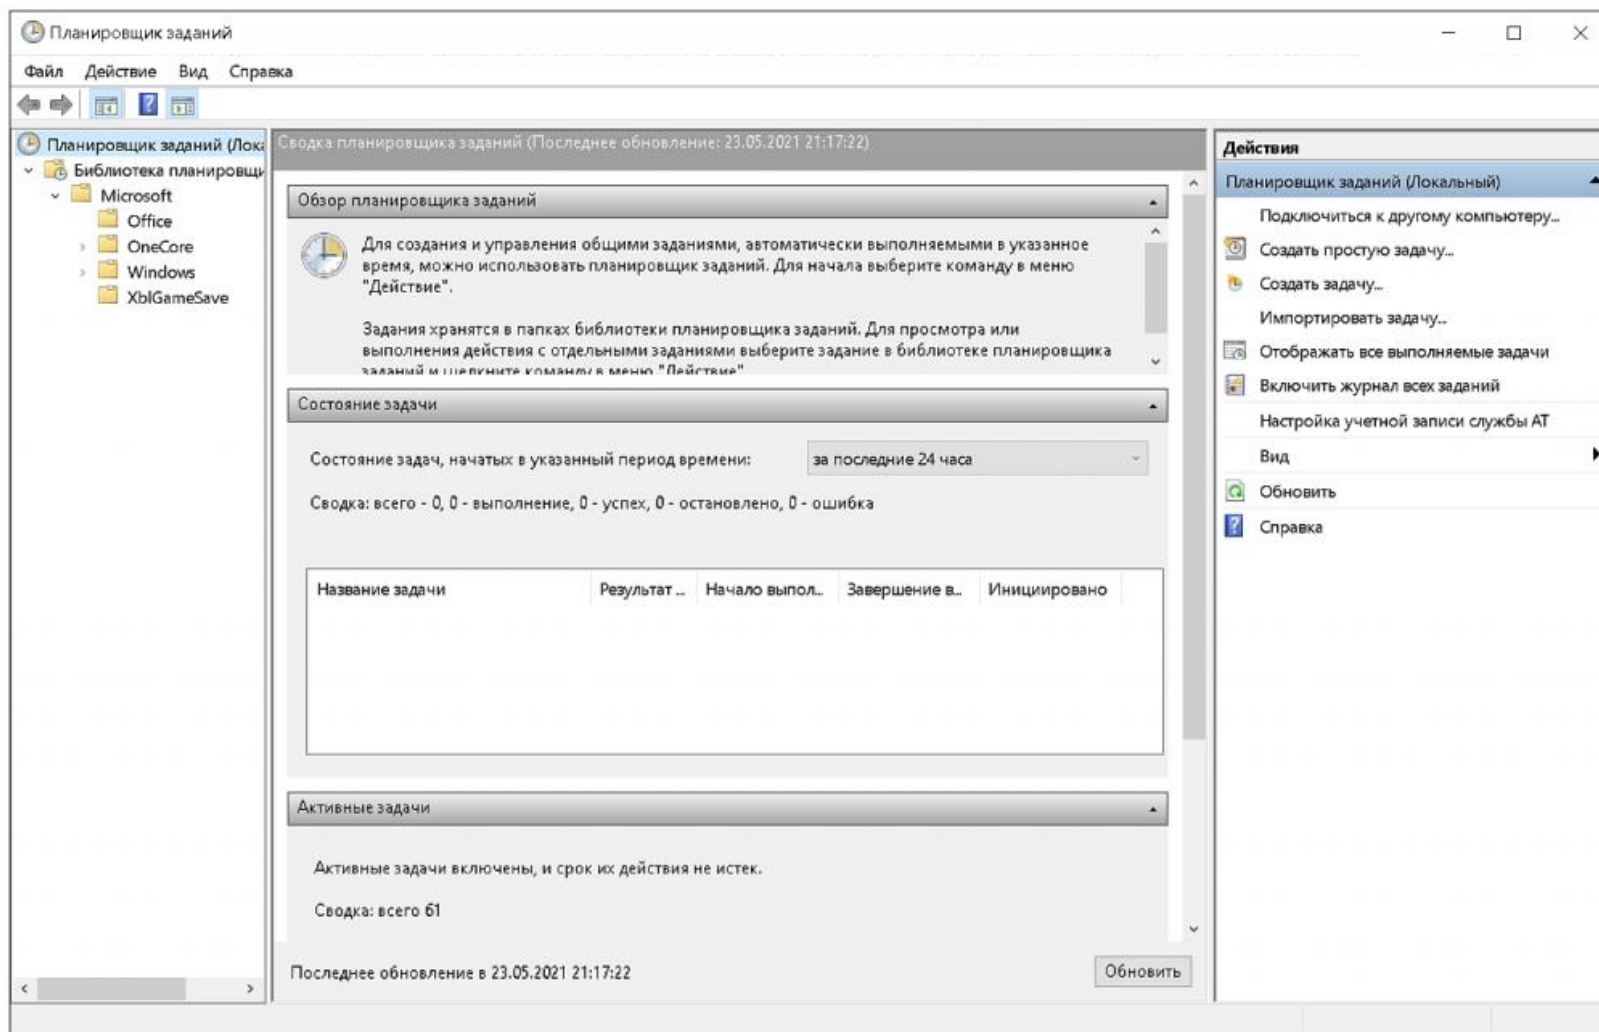 Планировщик заданий
Файл Действие Вид Справка
Планировщик заданий (Лока
Библиотека планировщи
Microsoft
Office
OneCore
Windows
XblGameSave
Сводка планировщика заданий (Последнее обновление: 23.05.2021 21:17:22)
Обзор планировщика заданий
Для создания и управления общими заданиями, автоматически выполняемыми в указанное
время, можно использовать планировщик заданий. Для начала выберите команду в меню
"Действие".
Задания хранятся в папках библиотеки планировщика заданий. Для просмотра или
выполнения действия с отдельными заданиями выберите задание в библиотеке планировщика
заданий и щелкните команду в меню "Действие"
Состояние задачи
Состояние задач, начатых в указанный период времени: за последние 24 часа
Сводка: всего - 0, 0 - выполнение, 0 - успех, 0 - остановлено, 0 - ошибка
Название задачи Результат ... Начало выпол... Завершение в... Инициировано
Активные задачи
Активные задачи включены, и срок их действия не истек.
Сводка: всего 61
Последнее обновление в 23.05.2021 21:17:22 Обновить
Действия
Планировщик заданий (Локальный)
Подключиться к другому компьютеру...
Создать простую задачу...
Создать задачу...
Импортировать задачу...
Отображать все выполняемые задачи
Включить журнал всех заданий
Настройка учетной записи службы AT
Вид
Обновить
Справка